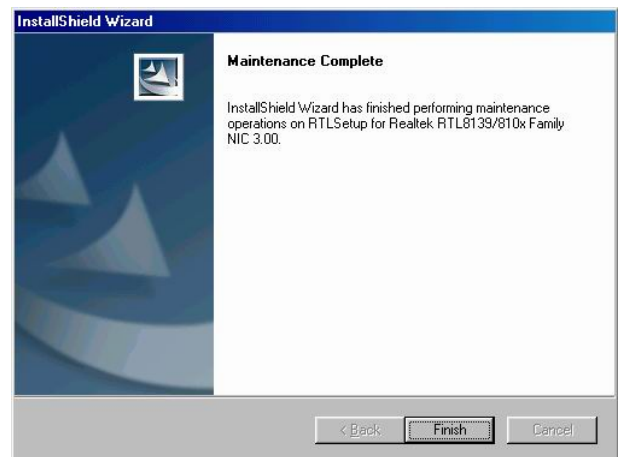 InstallShield Wizard
Maintenance Complete
InstallShield Wizard has finished performing maintenance
operations on RTLSetup for Realtek RTL8139/810x Family
NIC 3.00.
< Back
Finish
Cancel